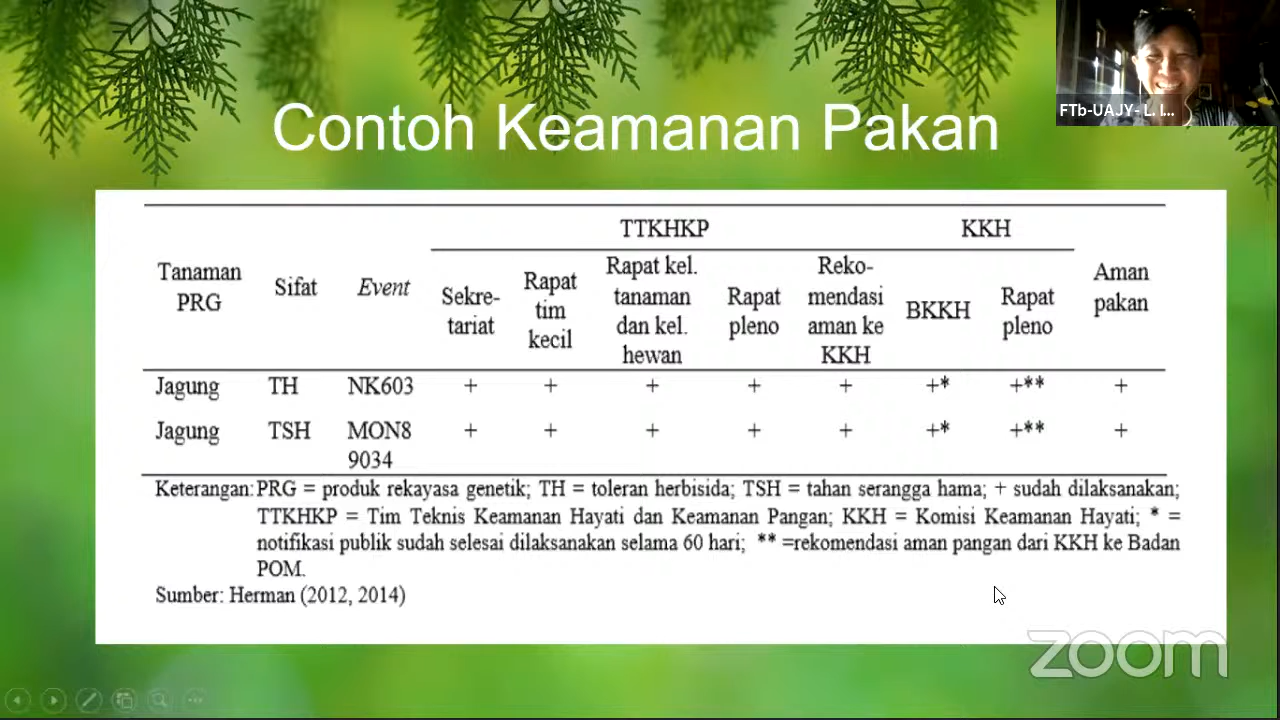 FTb-UAJY- L. I...
Contoh Keamanan Pakan
TTKHKP KKH
Tanaman PRG Sifat Event Sekre-tariat Rapat tim kecil Rapat kel. tanaman dan kel. hewan Rapat pleno Reko-mendasi aman ke KKH BKKH Rapat pleno Aman pakan
Jagung TH NK603 + + + + + +* +** +
Jagung TSH MON8 + + + + + +* +** +
9034
Keterangan: PRG = produk rekayasa genetik; TH = toleran herbisida; TSH = tahan serangga hama; + sudah dilaksanakan;
TTKHKP = Tim Teknis Keamanan Hayati dan Keamanan Pangan; KKH = Komisi Keamanan Hayati; * =
notifikasi publik sudah selesai dilaksanakan selama 60 hari; ** =rekomendasi aman pangan dari KKH ke Badan
POM.
Sumber: Herman (2012, 2014)
zoom